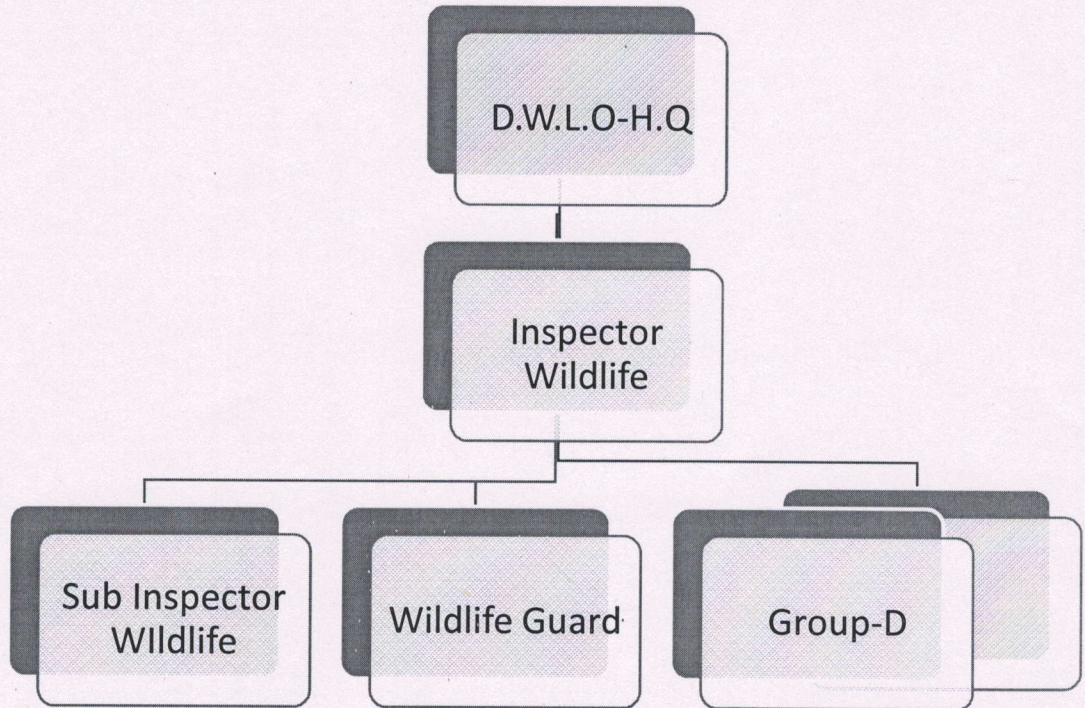 D.W.L.O-H.Q
Inspector
Wildlife
Sub Inspector
WIldlife
Wildlife Guard
Group-D